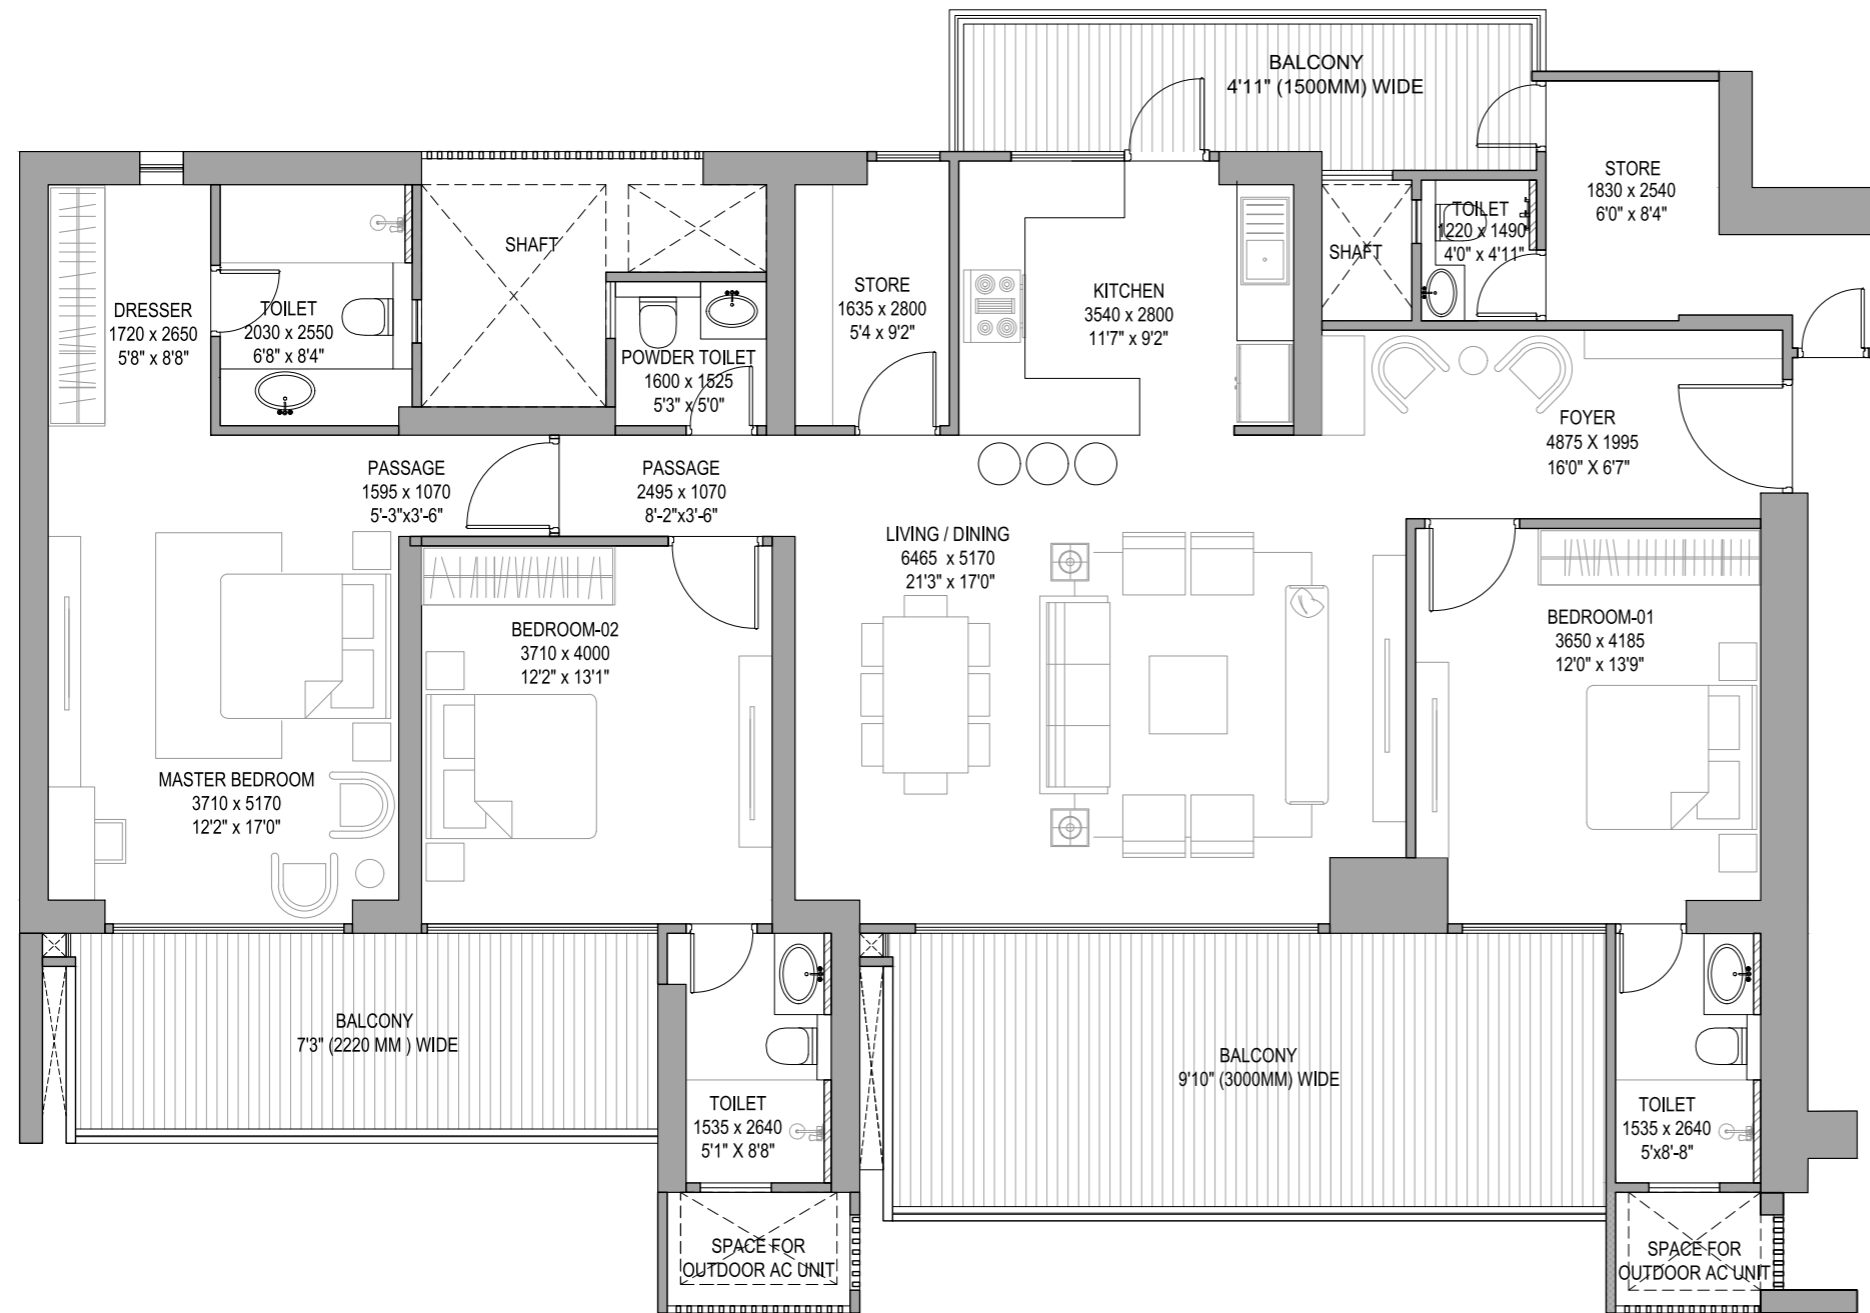 BALCONY
4'11" (1500MM) WIDE
STORE
1830 x 2540
6'0" x 8'4"
TOILET
1220 x 1490
4'0" x 4'11"
SHAFT
SHAFT
DRESSER
1720 x 2650
5'8" x 8'8"
TOILET
2030 x 2550
6'8" x 8'4"
POWDER TOILET
1600 x 1525
5'3" x 5'0"
STORE
1635 x 2800
5'4 x 9'2"
KITCHEN
3540 x 2800
11'7" x 9'2"
FOYER
4875 X 1995
16'0" X 6'7"
PASSAGE
1595 x 1070
5'-3"x3'-6"
PASSAGE
2495 x 1070
8'-2"x3'-6"
LIVING / DINING
6465 x 5170
21'3" x 17'0"
BEDROOM-02
3710 x 4000
12'2" x 13'1"
BEDROOM-01
3650 x 4185
12'0" x 13'9"
MASTER BEDROOM
3710 x 5170
12'2" x 17'0"
BALCONY
7'3" (2220 MM ) WIDE
BALCONY
9'10" (3000MM) WIDE
TOILET
1535 x 2640
5'1" X 8'8"
TOILET
1535 x 2640
5'x8'-8"
SPACE FOR
OUTDOOR AC UNIT
SPACE FOR
OUTDOOR AC UNIT